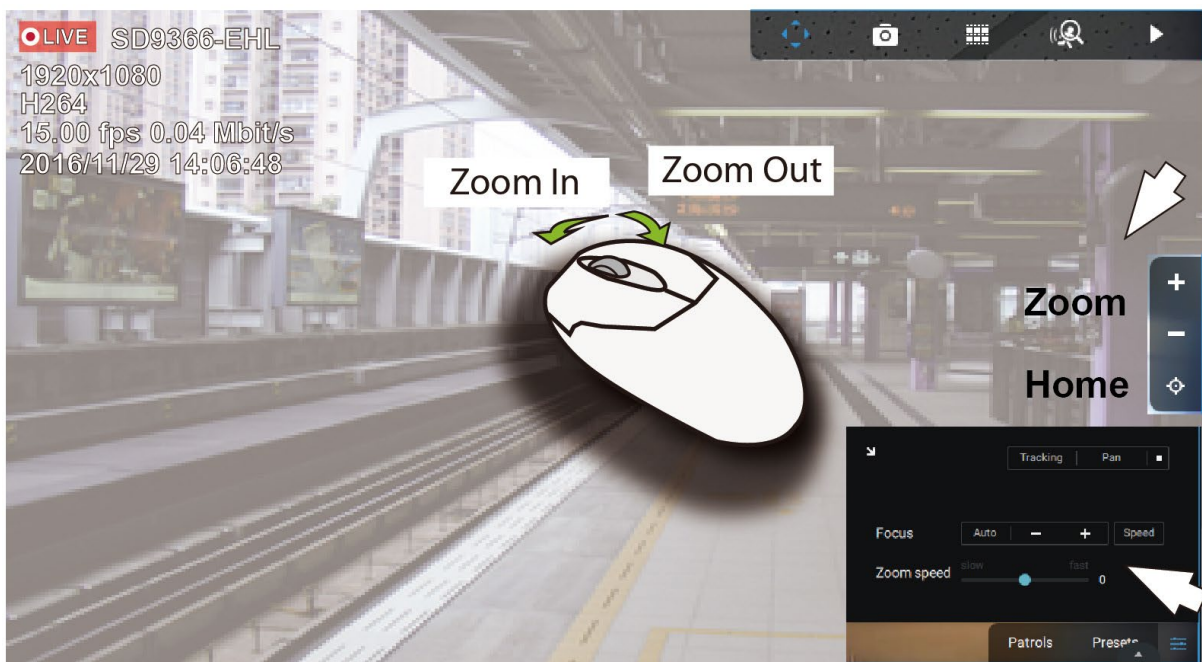 LIVE SD9366-EHL
1920x1080
H264
15.00 fps 0.04 Mbit/s
2016/11/29 14:06:48
Zoom In
Zoom Out
+
Zoom
−
Home
Tracking | Pan
Focus Auto − + Speed
slow fast
Zoom speed 0
Patrols Presets